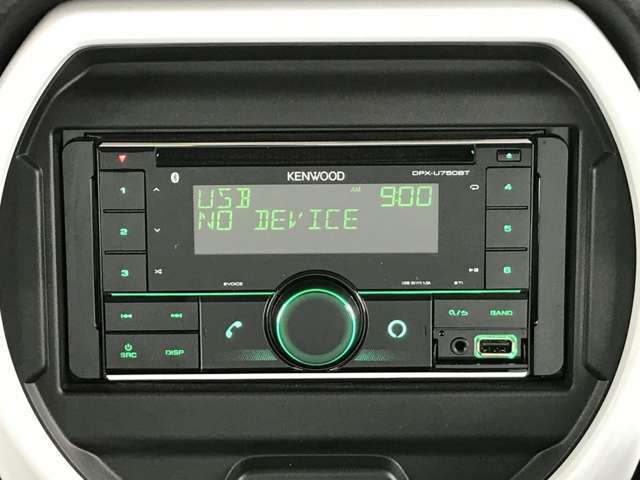 KENWOOD
DPX-U750BT
1
2
3
USB
AM 9:00
NO DEVICE
4
5
6
SRC
DISP
BAND